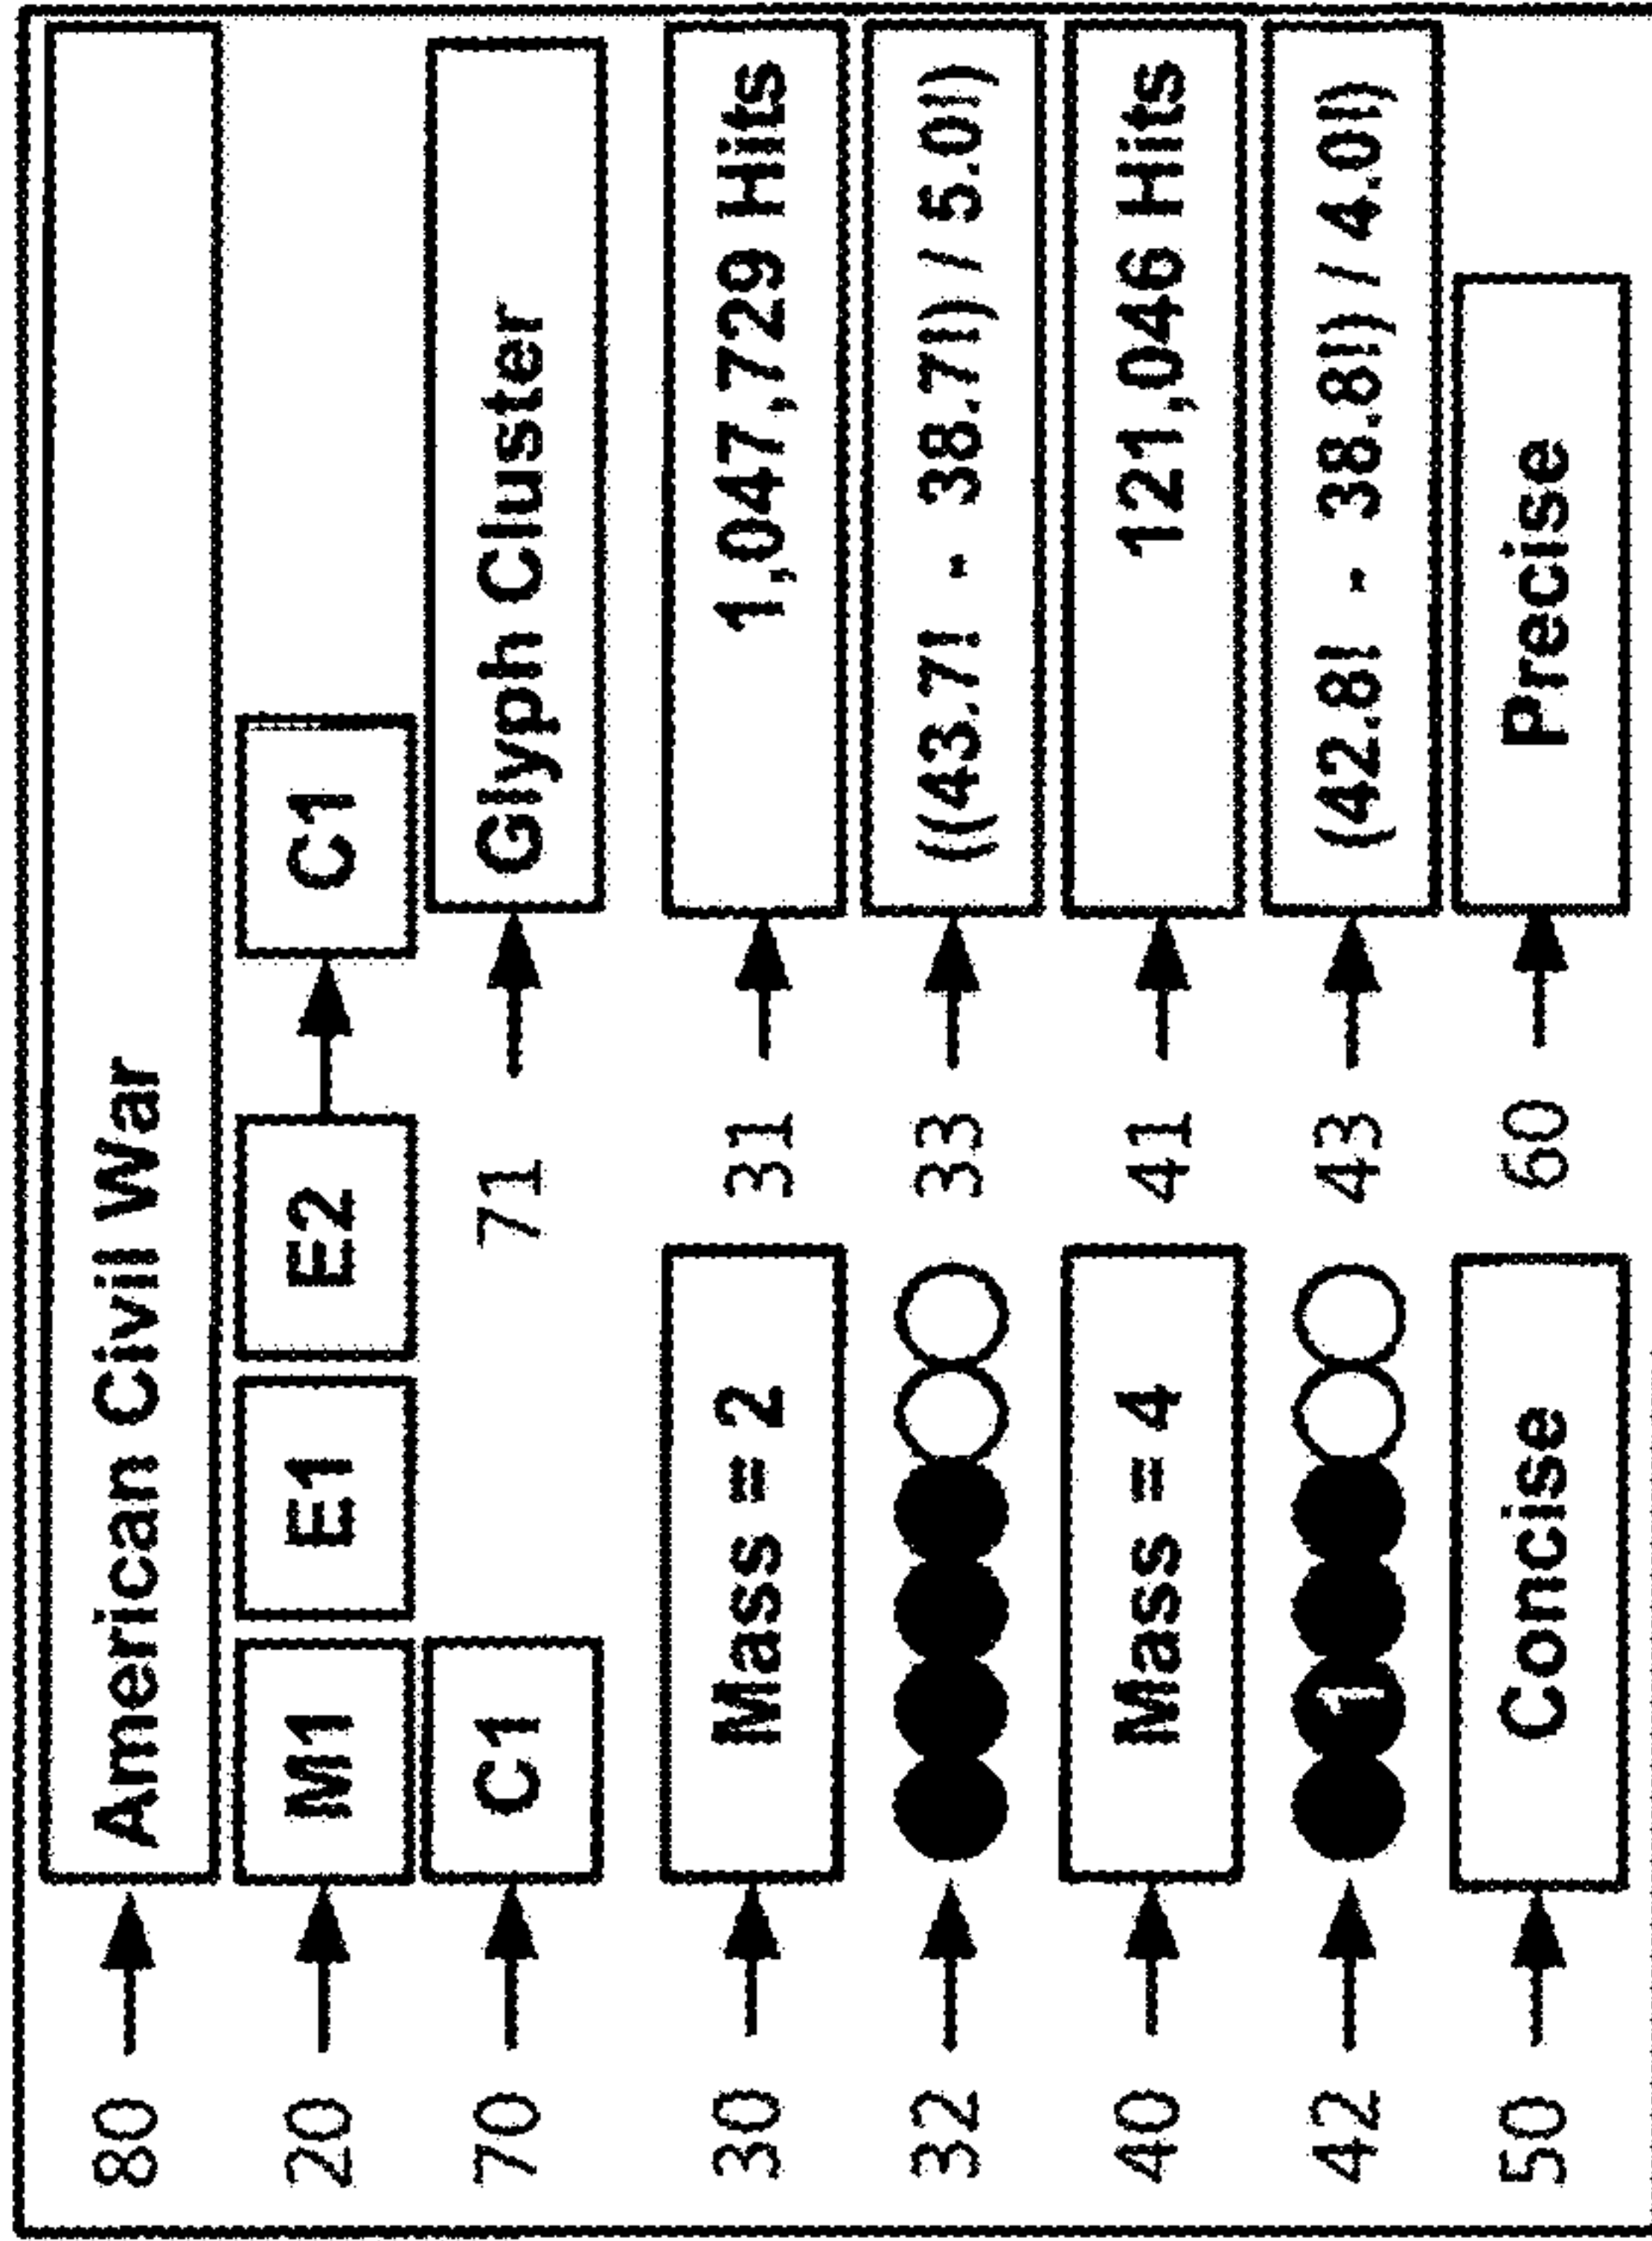 80 American Civil War
20 M1 E1 E2 C1
70 C1 71 Glyph Cluster
30 Mass = 2 31 1,047,729 Hits
32 33 ((43.7! - 38.7!) / 5.0!)
40 Mass = 4 41 121,046 Hits
42 1 43 (42.8! - 38.8!) / 4.0!)
50 Concise 60 Precise